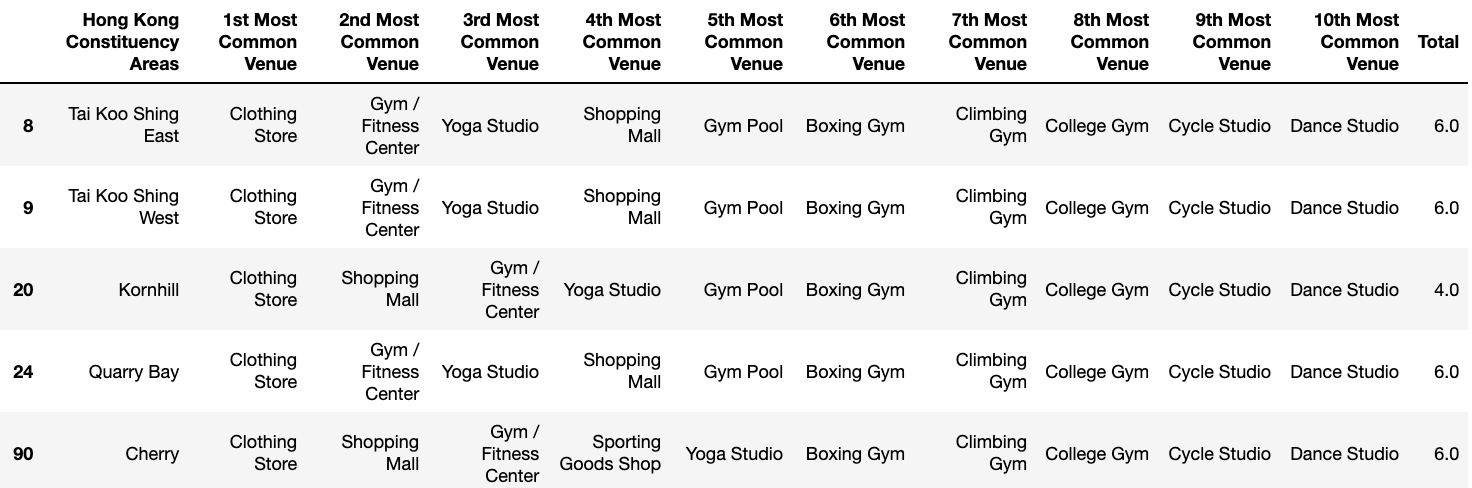 Hong Kong Constituency Areas 1st Most Common Venue 2nd Most Common Venue 3rd Most Common Venue 4th Most Common Venue 5th Most Common Venue 6th Most Common Venue 7th Most Common Venue 8th Most Common Venue 9th Most Common Venue 10th Most Common Venue Total
8 Tai Koo Shing East Clothing Store Gym / Fitness Center Yoga Studio Shopping Mall Gym Pool Boxing Gym Climbing Gym College Gym Cycle Studio Dance Studio 6.0
9 Tai Koo Shing West Clothing Store Gym / Fitness Center Yoga Studio Shopping Mall Gym Pool Boxing Gym Climbing Gym College Gym Cycle Studio Dance Studio 6.0
20 Kornhill Clothing Store Shopping Mall Gym / Fitness Center Yoga Studio Gym Pool Boxing Gym Climbing Gym College Gym Cycle Studio Dance Studio 4.0
24 Quarry Bay Clothing Store Gym / Fitness Center Yoga Studio Shopping Mall Gym Pool Boxing Gym Climbing Gym College Gym Cycle Studio Dance Studio 6.0
90 Cherry Clothing Store Shopping Mall Gym / Fitness Center Sporting Goods Shop Yoga Studio Boxing Gym Climbing Gym College Gym Cycle Studio Dance Studio 6.0